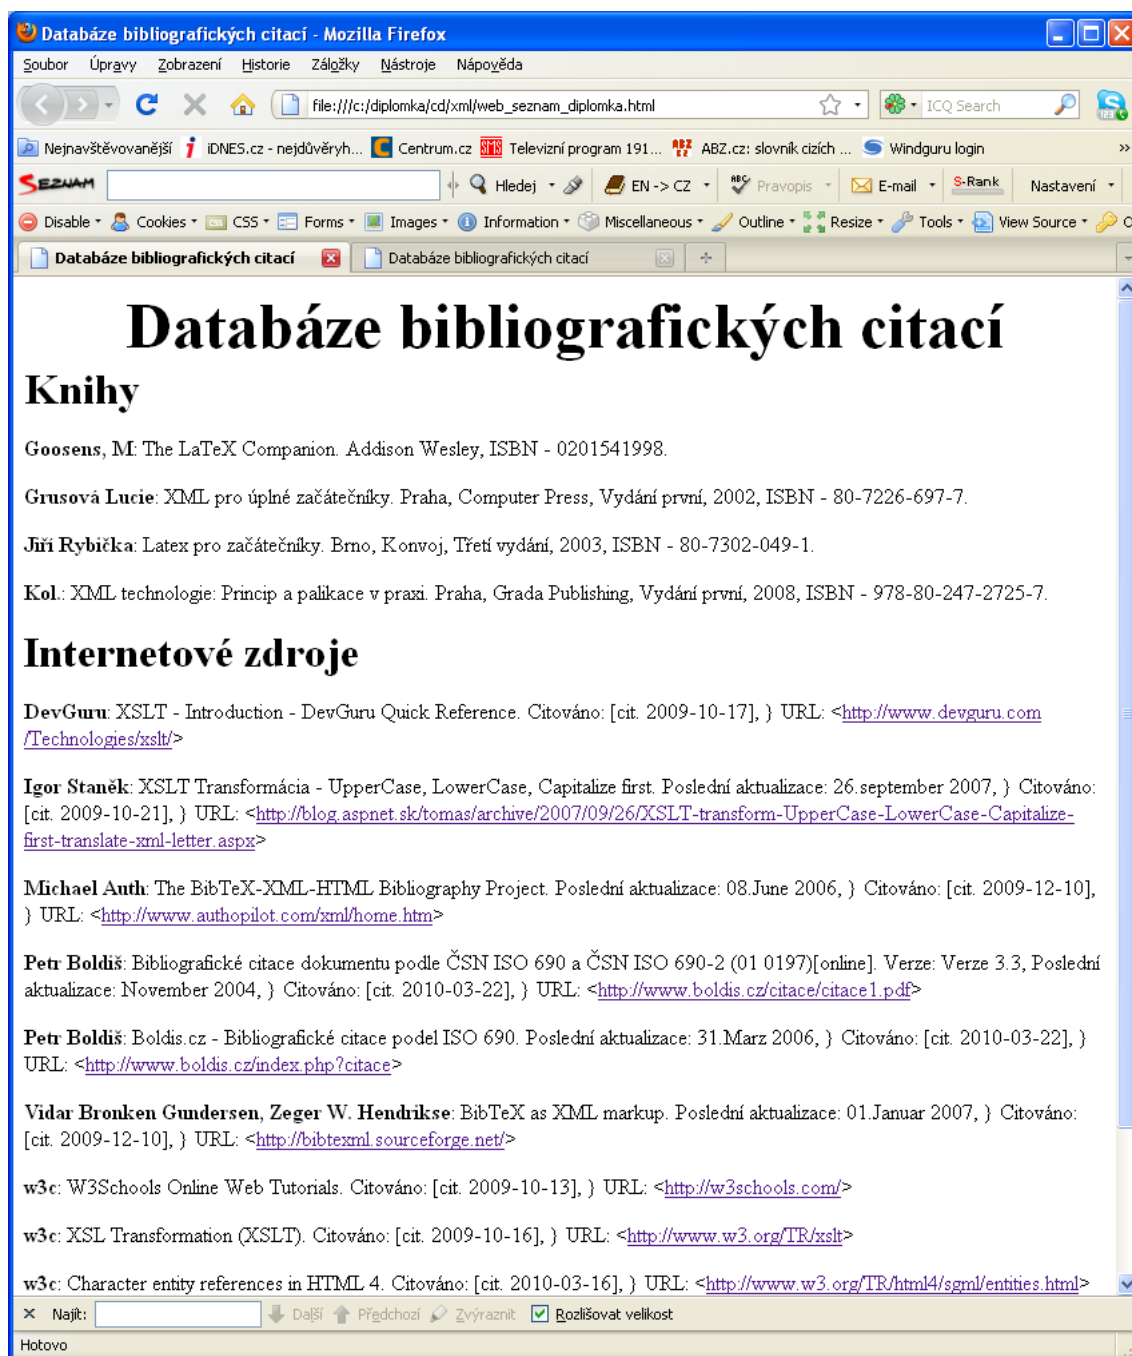 Databáze bibliografických citací - Mozilla Firefox
Soubor Úpravy Zobrazení Historie Záložky Nástroje Nápověda
file:///c:/diplomka/cd/xml/web_seznam_diplomka.html ICQ Search
Nejnavštěvovanější iDNES.cz - nejdůvěryh... Centrum.cz SMS Televizní program 191... ABZ.cz: slovník cizích ... Windguru login »
SEZNAM Hledej EN -> CZ Pravopis E-mail S-Rank Nastavení
Disable Cookies CSS Forms Images Information Miscellaneous Outline Resize Tools View Source
Databáze bibliografických citací Databáze bibliografických citací
Databáze bibliografických citací
Knihy
Goosens, M: The LaTeX Companion. Addison Wesley, ISBN - 0201541998.
Grusová Lucie: XML pro úplné začátečníky. Praha, Computer Press, Vydání první, 2002, ISBN - 80-7226-697-7.
Jiří Rybička: Latex pro začátečníky. Brno, Konvoj, Třetí vydání, 2003, ISBN - 80-7302-049-1.
Kol.: XML technologie: Princip a palikace v praxi. Praha, Grada Publishing, Vydání první, 2008, ISBN - 978-80-247-2725-7.
Internetové zdroje
DevGuru: XSLT - Introduction - DevGuru Quick Reference. Citováno: [cit. 2009-10-17], } URL: <http://www.devguru.com
/Technologies/xslt/>
Igor Staněk: XSLT Transformácia - UpperCase, LowerCase, Capitalize first. Poslední aktualizace: 26.september 2007, } Citováno:
[cit. 2009-10-21], } URL: <http://blog.aspnet.sk/tomas/archive/2007/09/26/XSLT-transform-UpperCase-LowerCase-Capitalize-
first-translate-xml-letter.aspx>
Michael Auth: The BibTeX-XML-HTML Bibliography Project. Poslední aktualizace: 08.June 2006, } Citováno: [cit. 2009-12-10],
} URL: <http://www.authopilot.com/xml/home.htm>
Petr Boldiš: Bibliografické citace dokumentu podle ČSN ISO 690 a ČSN ISO 690-2 (01 0197)[online]. Verze: Verze 3.3, Poslední
aktualizace: November 2004, } Citováno: [cit. 2010-03-22], } URL: <http://www.boldis.cz/citace/citace1.pdf>
Petr Boldiš: Boldis.cz - Bibliografické citace podel ISO 690. Poslední aktualizace: 31.Marz 2006, } Citováno: [cit. 2010-03-22], }
URL: <http://www.boldis.cz/index.php?citace>
Vidar Bronken Gundersen, Zeger W. Hendrikse: BibTeX as XML markup. Poslední aktualizace: 01.Januar 2007, } Citováno:
[cit. 2009-12-10], } URL: <http://bibtexml.sourceforge.net/>
w3c: W3Schools Online Web Tutorials. Citováno: [cit. 2009-10-13], } URL: <http://w3schools.com/>
w3c: XSL Transformation (XSLT). Citováno: [cit. 2009-10-16], } URL: <http://www.w3.org/TR/xslt>
w3c: Character entity references in HTML 4. Citováno: [cit. 2010-03-16], } URL: <http://www.w3.org/TR/html4/sgml/entities.html>
× Najít: Další Předchozí Zvýraznit Rozlišovat velikost
Hotovo